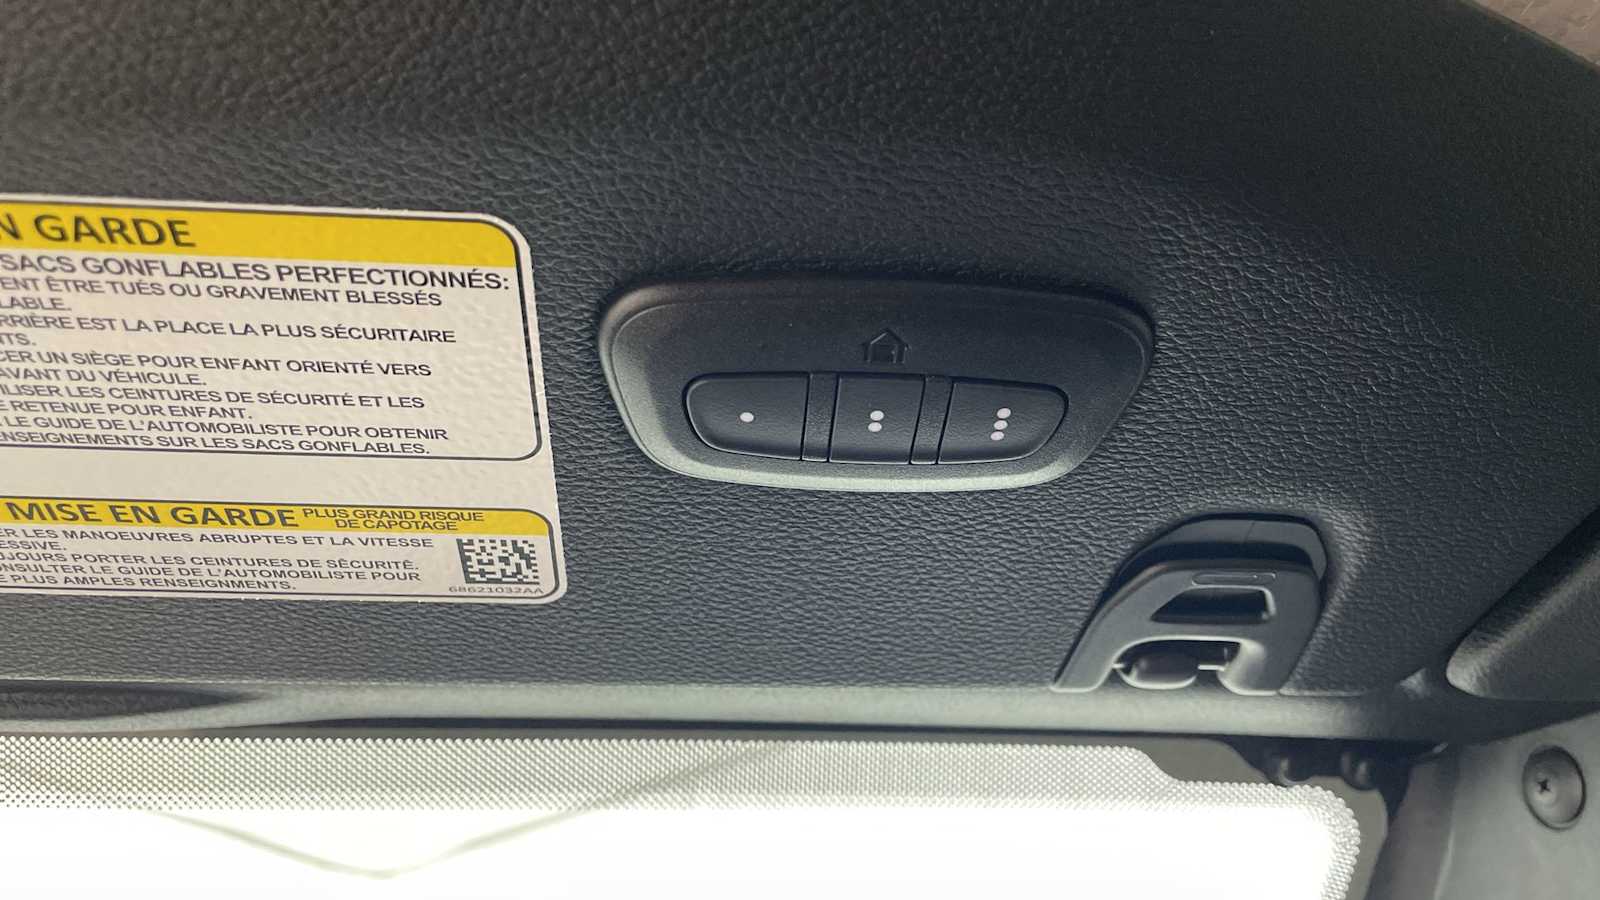 N GARDE
SACS GONFLABLES PERFECTIONNÉS:
ENT ÊTRE TUÉS OU GRAVEMENT BLESSÉS
LABLE.
RRIÈRE EST LA PLACE LA PLUS SÉCURITAIRE
NTS.
CER UN SIÈGE POUR ENFANT ORIENTÉ VERS
AVANT DU VÉHICULE.
ILISER LES CEINTURES DE SÉCURITÉ ET LES
E RETENUE POUR ENFANT.
LE GUIDE DE L'AUTOMOBILISTE POUR OBTENIR
ENSEIGNEMENTS SUR LES SACS GONFLABLES.
MISE EN GARDE PLUS GRAND RISQUE
DE CAPOTAGE
ER LES MANOEUVRES ABRUPTES ET LA VITESSE
ESSIVE.
UJOURS PORTER LES CEINTURES DE SÉCURITÉ.
ONSULTER LE GUIDE DE L'AUTOMOBILISTE POUR
E PLUS AMPLES RENSEIGNMENTS.
68621032AA